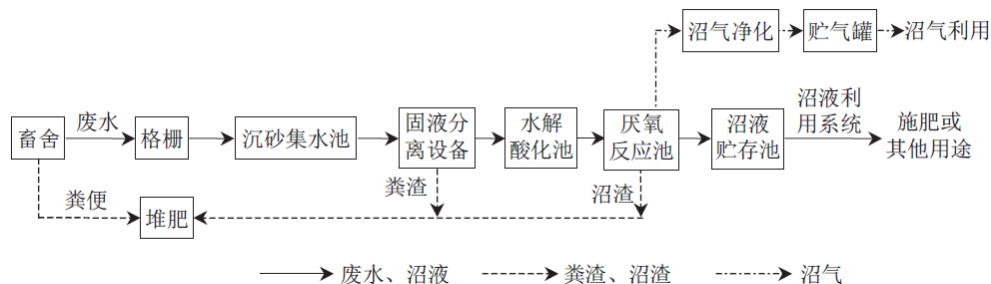 沼气净化
贮气罐
沼气利用
畜舍
废水
格栅
沉砂集水池
固液分
离设备
水解
酸化池
厌氧
反应池
沼液
贮存池
沼液利
用系统
施肥或
其他用途
粪便
堆肥
粪渣
沼渣
废水、沼液
粪渣、沼渣
沼气